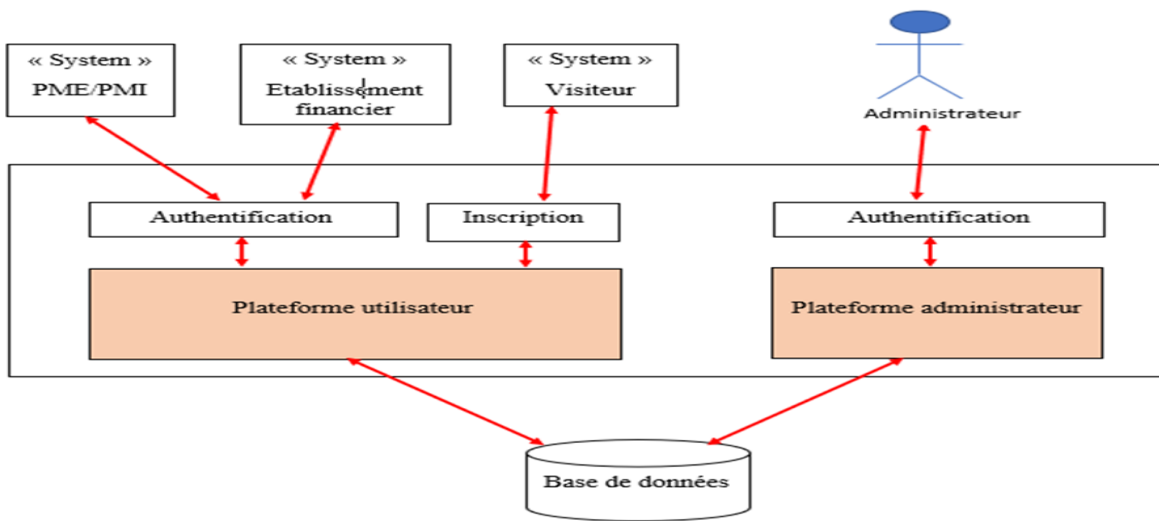 « System »
PME/PMI
« System »
Etablissement
financier
« System »
Visiteur
Administrateur
Authentification
Inscription
Authentification
Plateforme utilisateur
Plateforme administrateur
Base de données